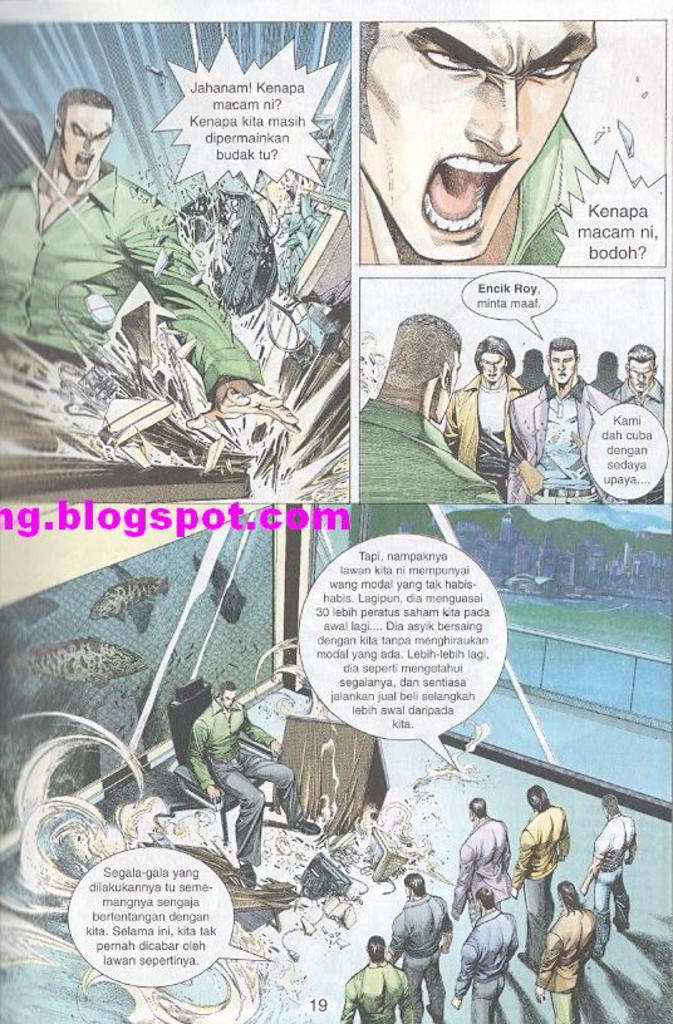 Jahanam! Kenapa
macam ni?
Kenapa kita masih
dipermainkan
budak tu?
Kenapa
macam ni,
bodoh?
Encik Roy,
minta maaf.
Kami
dah cuba
dengan
sedaya
upaya....
ng.blogspot.com
Tapi, nampaknya
lawan kita ni mempunyai
wang modal yang tak habis-
habis. Lagipun, dia menguasai
30 lebih peratus saham kita pada
awal lagi.... Dia asyik bersaing
dengan kita tanpa menghiraukan
modal yang ada. Lebih-lebih lagi,
dia seperti mengetahui
segalanya, dan sentiasa
jalankan jual beli selangkah
lebih awal daripada
kita.
Segala-gala yang
dilakukannya tu seme-
mangnya sengaja
bertentangan dengan
kita. Selama ini, kita tak
pernah dicabar oleh
lawan sepertinya.
19